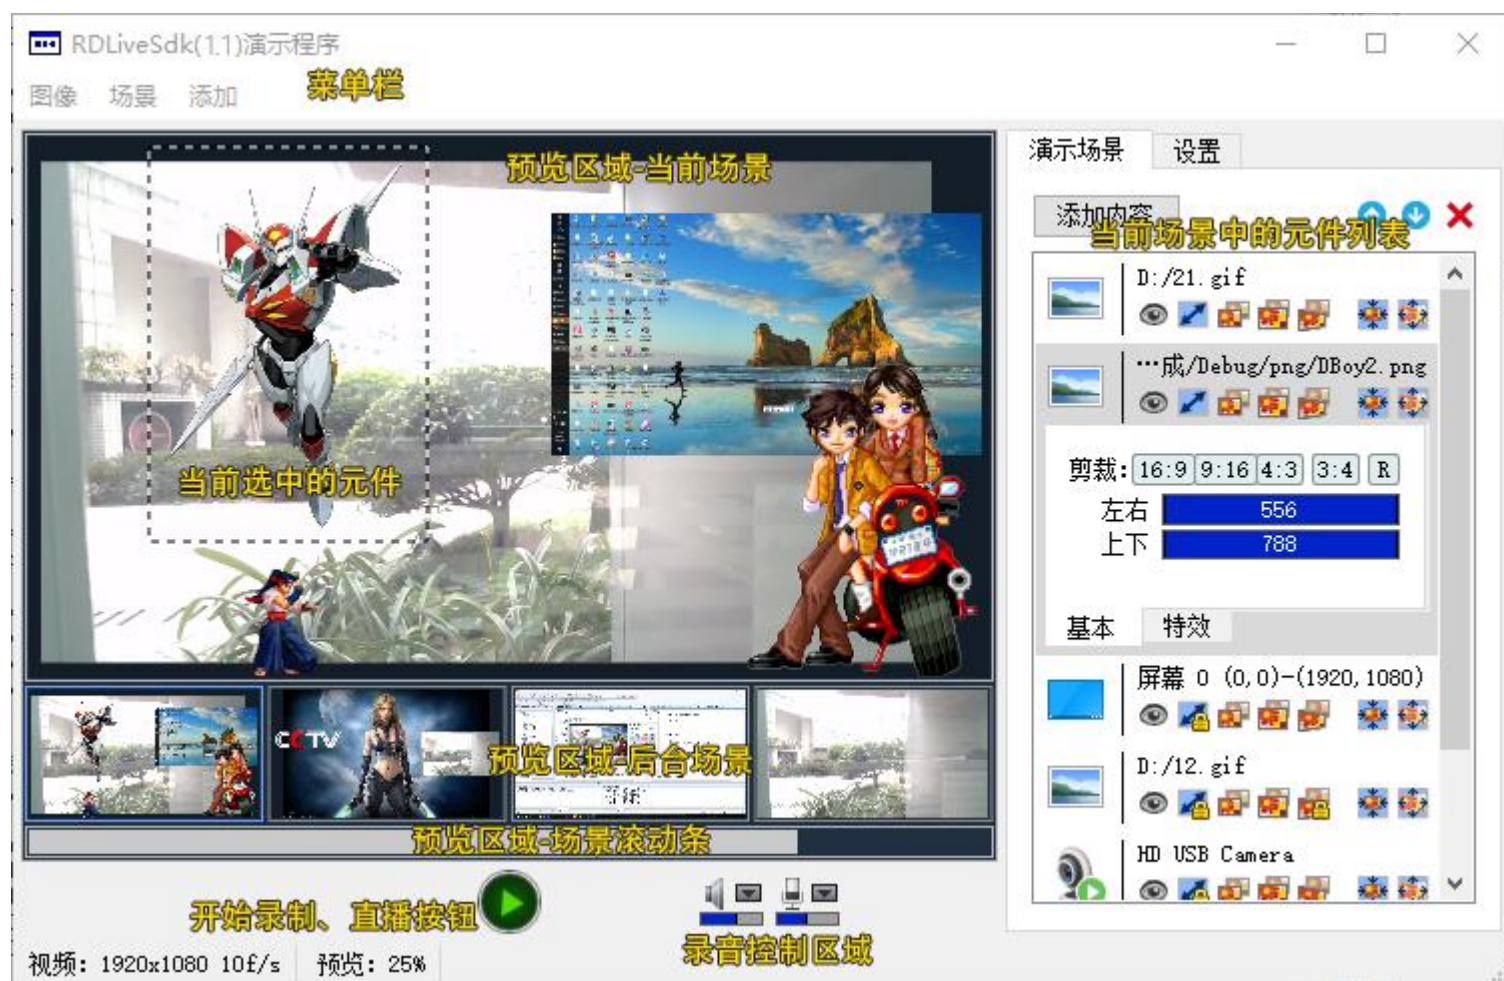 RDLiveSdk(1.1)演示程序
图像 场景 添加
菜单栏
预览区域-当前场景
当前选中的元件
演示场景 设置
添加内容
当前场景中的元件列表
D:/21.gif
…成/Debug/png/DBoy2.png
剪裁: 16:9 9:16 4:3 3:4 R
左右 556
上下 788
基本 特效
屏幕 0 (0,0)-(1920,1080)
D:/12.gif
HD USB Camera
CCTV
预览区域-后台场景
预览区域-场景滚动条
开始录制、直播按钮
录音控制区域
视频: 1920x1080 10f/s 预览: 25%